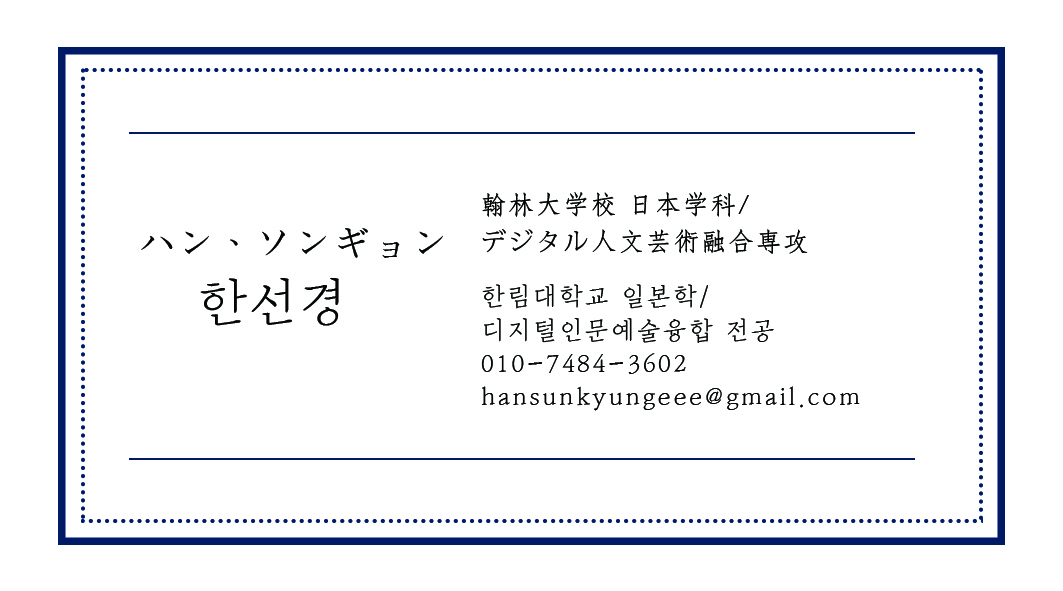 ハン、ソンギョン
한선경
翰林大学校 日本学科/
デジタル人文芸術融合専攻
한림대학교 일본학/
디지털인문예술융합 전공
010-7484-3602
hansunkyungeee@gmail.com